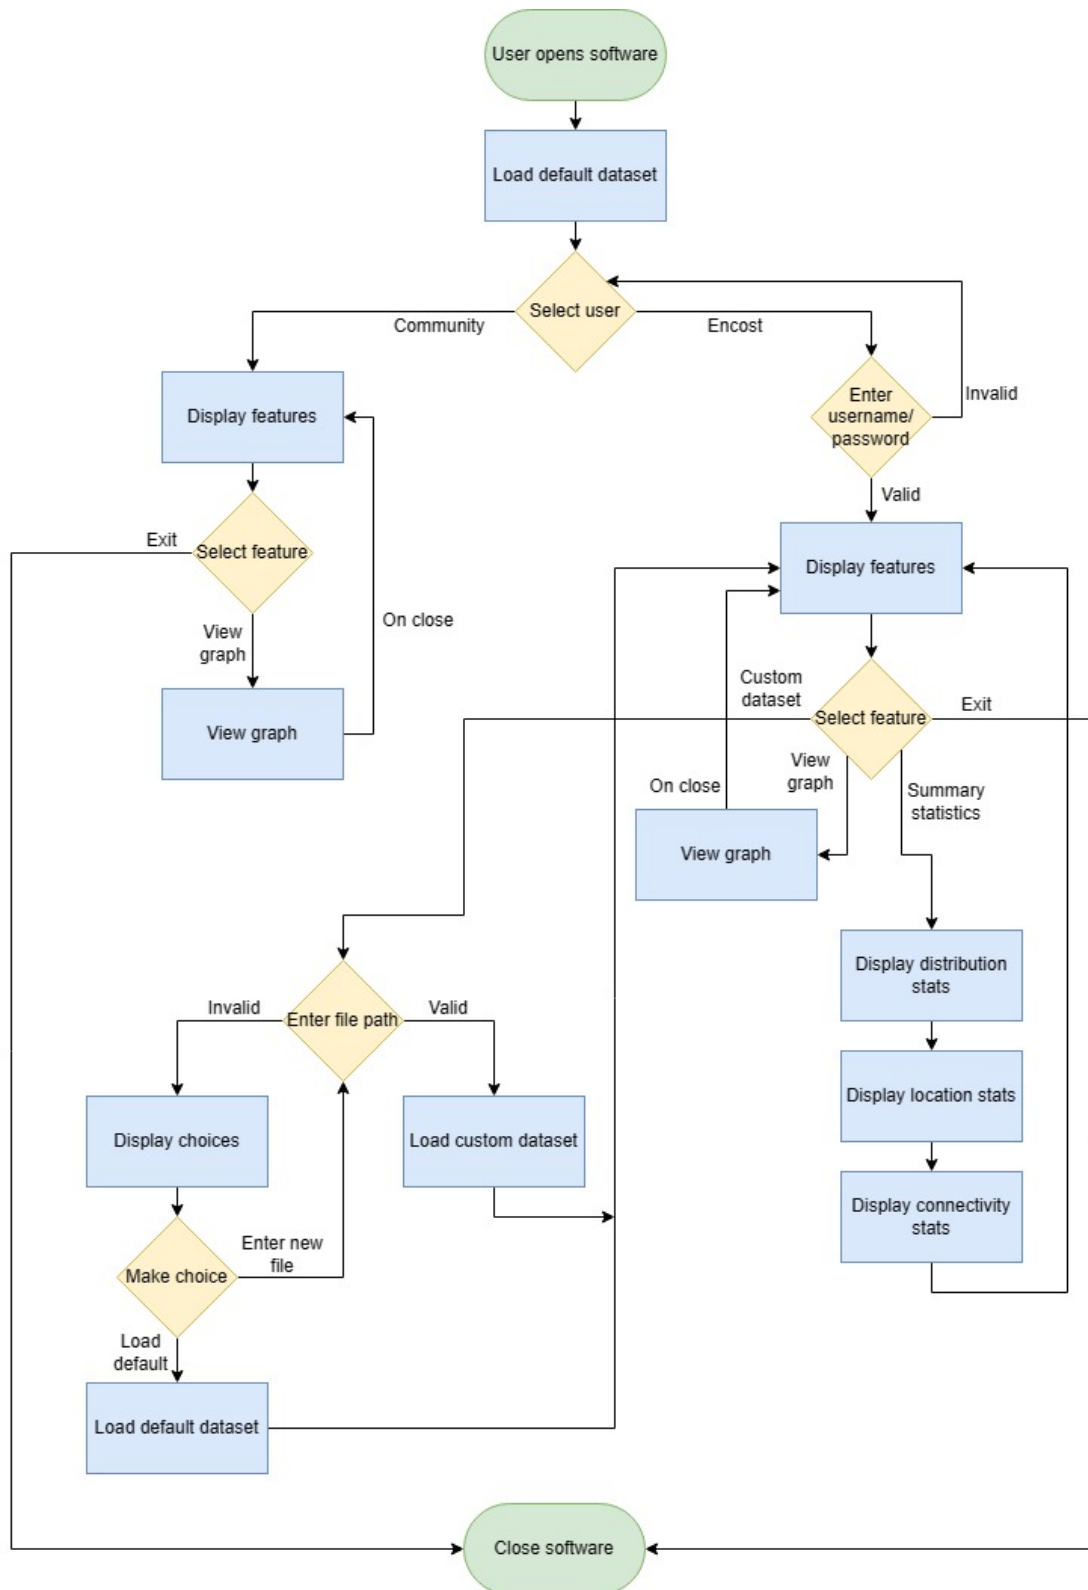 User opens software
Load default dataset
Select user
Community
Encost
Enter
username/
password
Invalid
Display features
Valid
Exit
Select feature
Display features
On close
View
graph
Custom
dataset
Select feature
Exit
View graph
View
graph
On close
Summary
statistics
View graph
Display distribution
stats
Invalid
Enter file path
Valid
Display location stats
Display choices
Load custom dataset
Display connectivity
stats
Enter new
file
Make choice
Load
default
Load default dataset
Close software